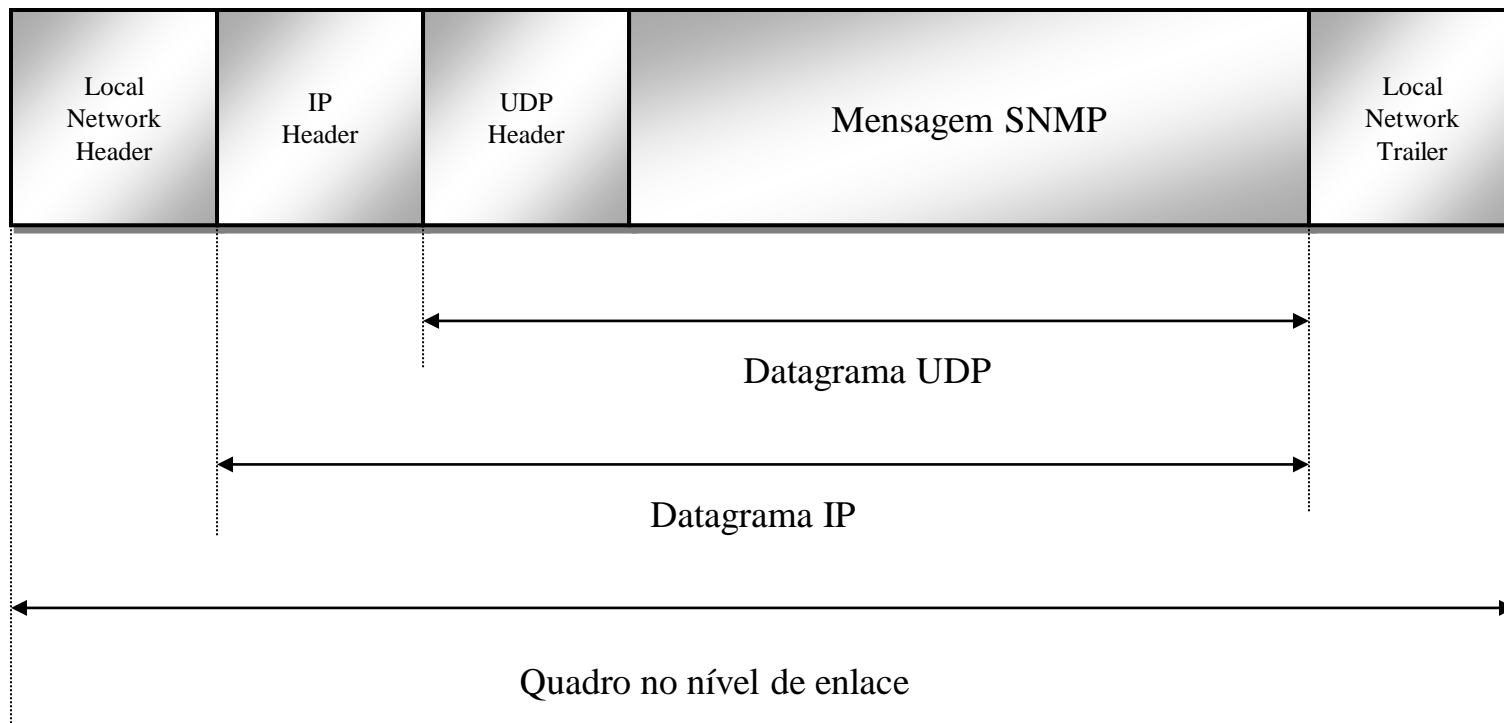 Local
Network
Header
IP
Header
UDP
Header
Mensagem SNMP
Local
Network
Trailer
Datagrama UDP
Datagrama IP
Quadro no nível de enlace